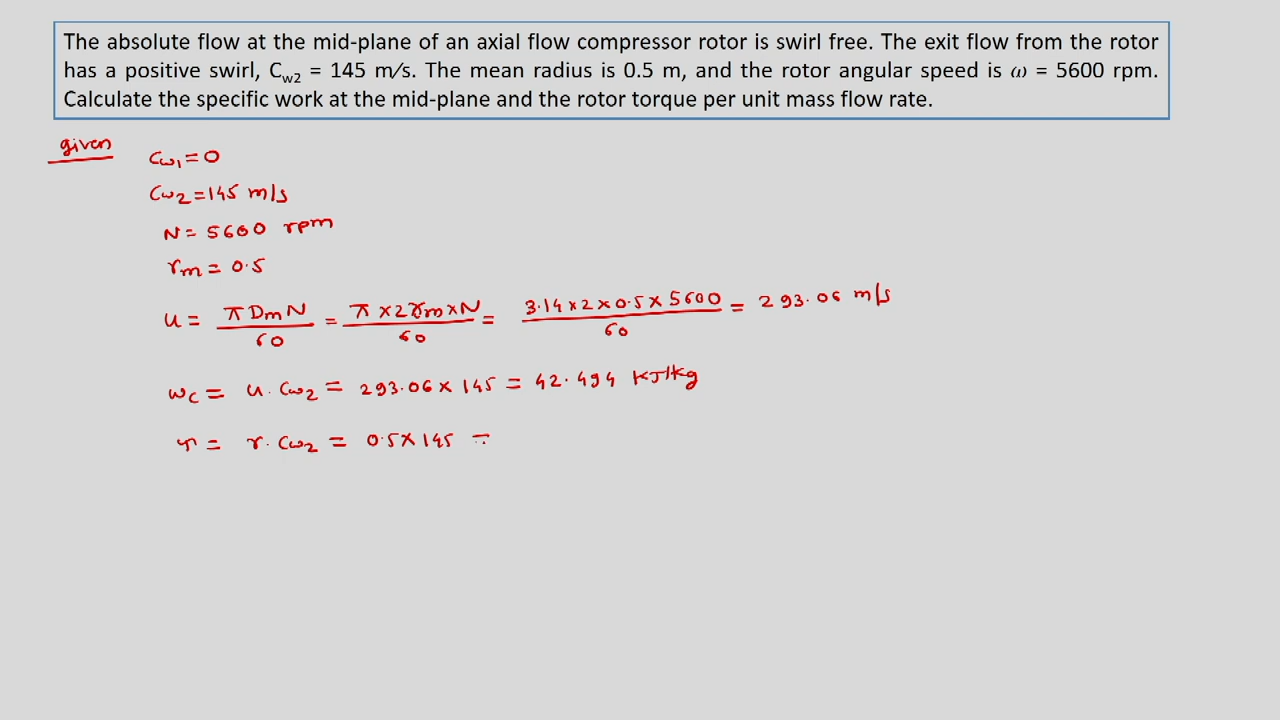 The absolute flow at the mid-plane of an axial flow compressor rotor is swirl free. The exit flow from the rotor
has a positive swirl, Cw2 = 145 m/s. The mean radius is 0.5 m, and the rotor angular speed is ω = 5600 rpm.
Calculate the specific work at the mid-plane and the rotor torque per unit mass flow rate.
given
Cw1 = 0
Cw2 = 145 m/s
N = 5600 rpm
rm = 0.5
u = π Dm N / 60 = π × 2 rm × N / 60 = 3.14 × 2 × 0.5 × 5600 / 60 = 293.06 m/s
wc = u. Cw2 = 293.06 × 145 = 42.494 KJ/kg
τ = r. Cw2 = 0.5 × 145 =